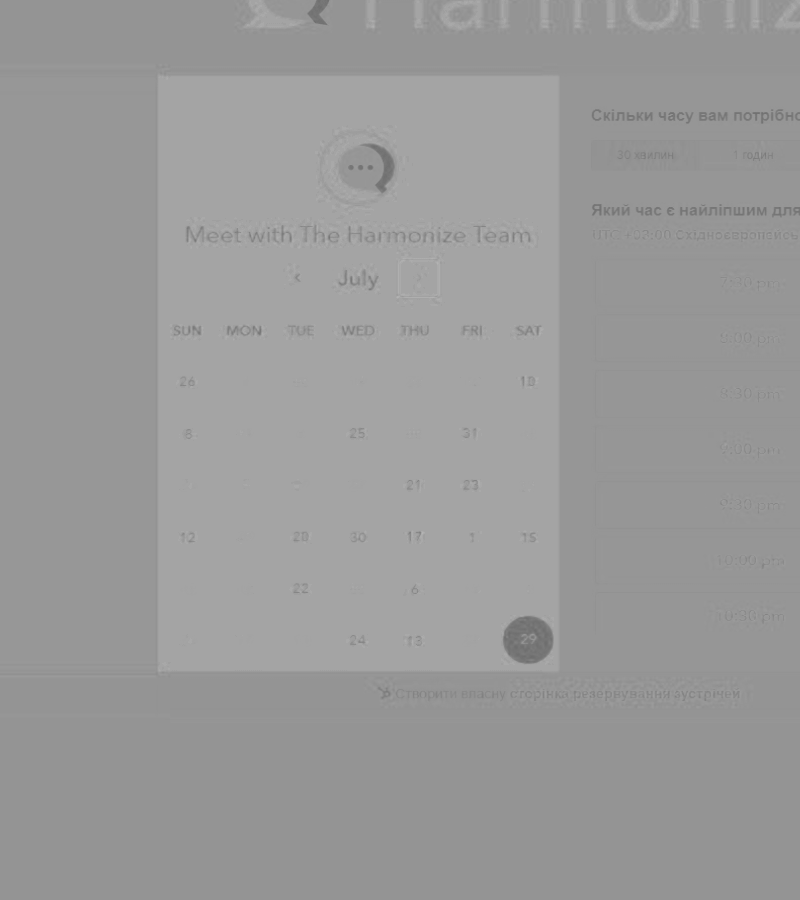 Harmoniz
Meet with The Harmonize Team
July
SUN MON TUE WED THU FRI SAT
26 18
8 25 31
21 23
12 28 30 17 1 15
22 6
24 13 29
Скільки часу вам потрібно
30 хвилин 1 годин
Який час є найліпшим для
UTC +03:00 Східноєвропейсь
7:30 pm
8:00 pm
8:30 pm
9:00 pm
9:30 pm
10:00 pm
10:30 pm
Створити власну сторінку резервування зустрічей